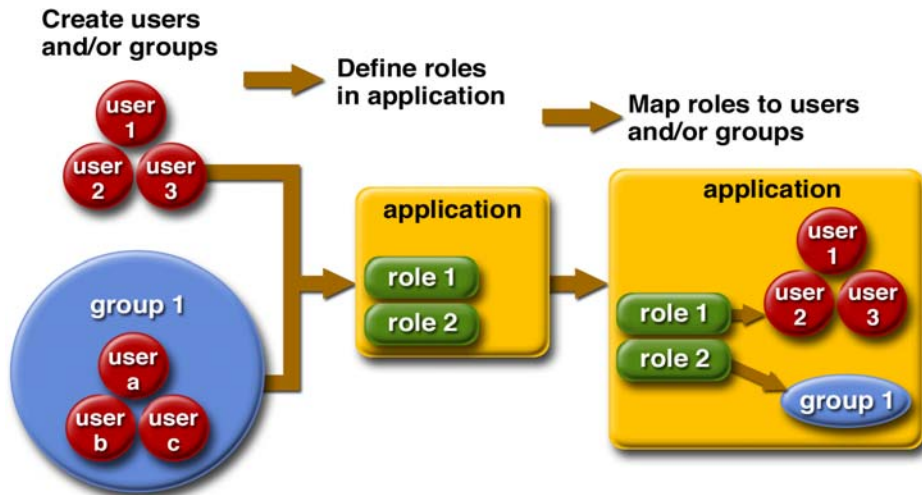 Create users
and/or groups
Define roles
in application
Map roles to users
and/or groups
user
1
user
2
user
3
group 1
user
a
user
b
user
c
application
role 1
role 2
application
user
1
user
2
user
3
role 1
role 2
group 1